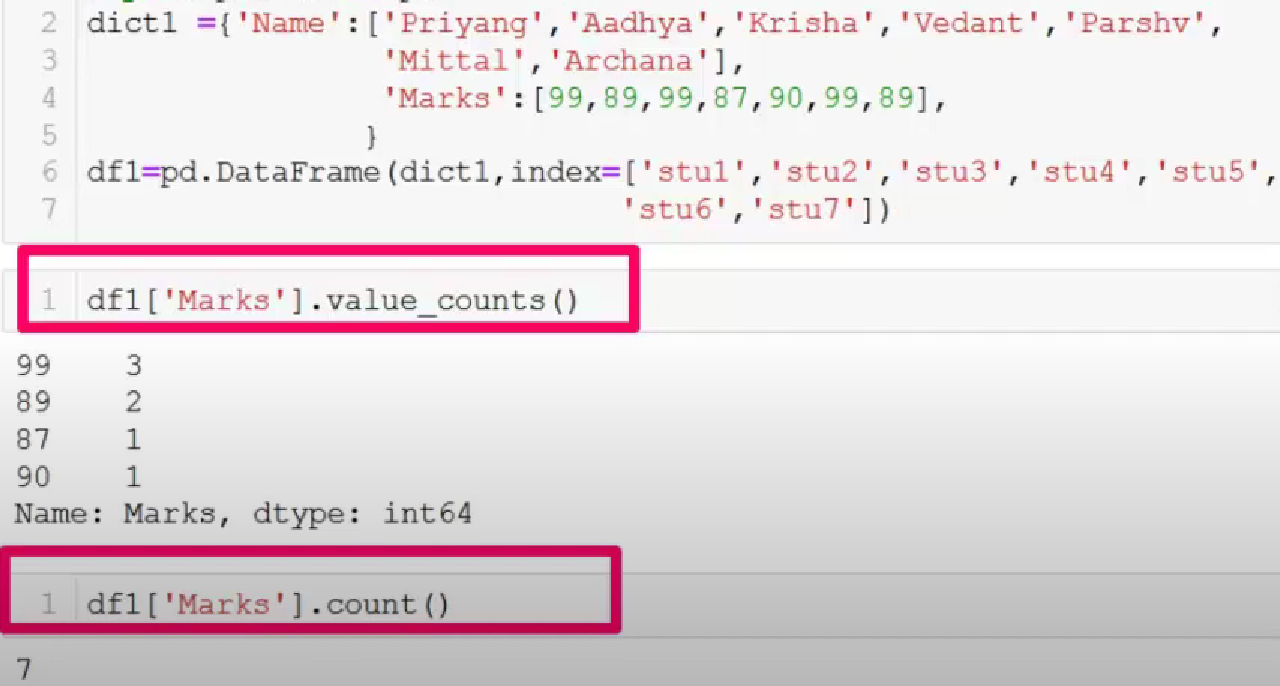 2 dict1 ={'Name':['Priyang','Aadhya','Krisha','Vedant','Parshv',
3 'Mittal','Archana'],
4 'Marks':[99,89,99,87,90,99,89],
5 }
6 df1=pd.DataFrame(dict1,index=['stu1','stu2','stu3','stu4','stu5',
7 'stu6','stu7'])
1 df1['Marks'].value_counts()
99 3
89 2
87 1
90 1
Name: Marks, dtype: int64
1 df1['Marks'].count()
7